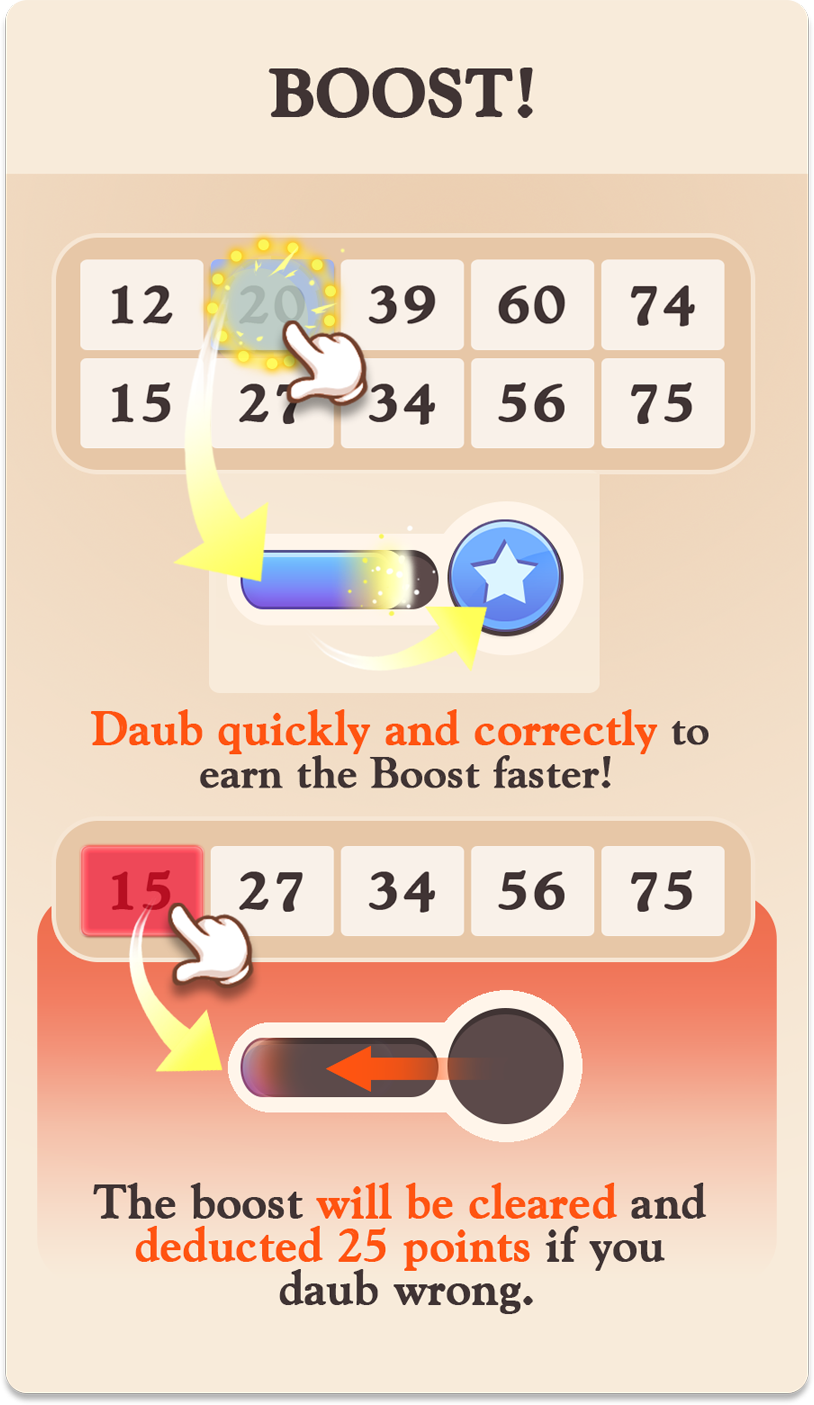 BOOST!
12 20 39 60 74
15 27 34 56 75
Daub quickly and correctly to
earn the Boost faster!
15 27 34 56 75
The boost will be cleared and
deducted 25 points if you
daub wrong.